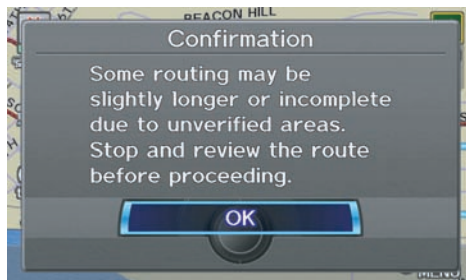 BEACON HILL
Confirmation
Some routing may be
slightly longer or incomplete
due to unverified areas.
Stop and review the route
before proceeding.
OK
MENU